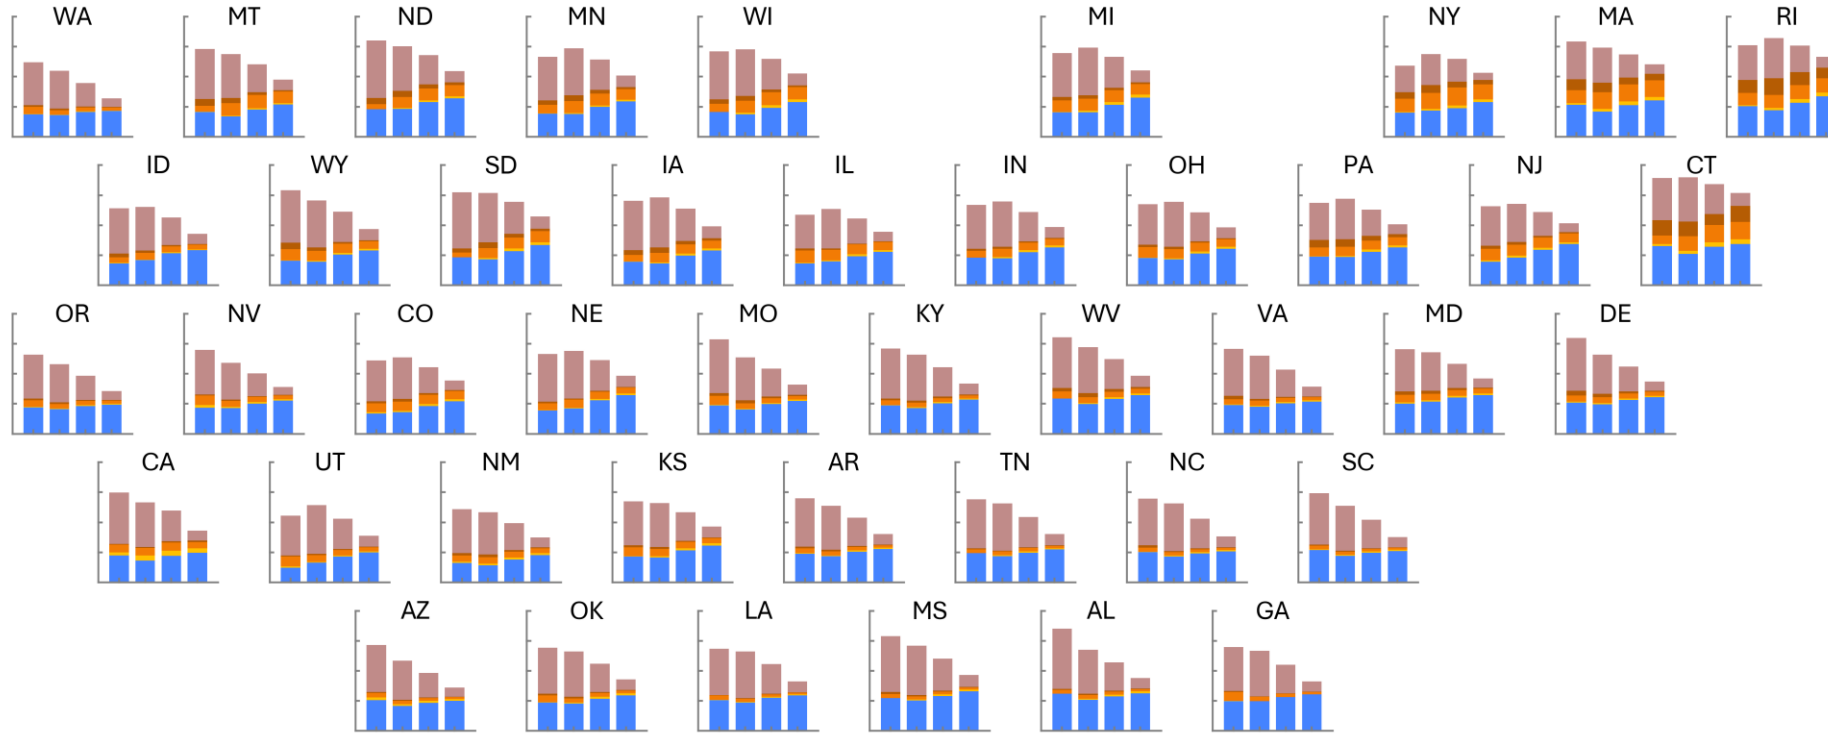 WA MT ND MN WI MI NY MA RI
ID WY SD IA IL IN OH PA NJ CT
OR NV CO NE MO KY WV VA MD DE
CA UT NM KS AR TN NC SC
AZ OK LA MS AL GA